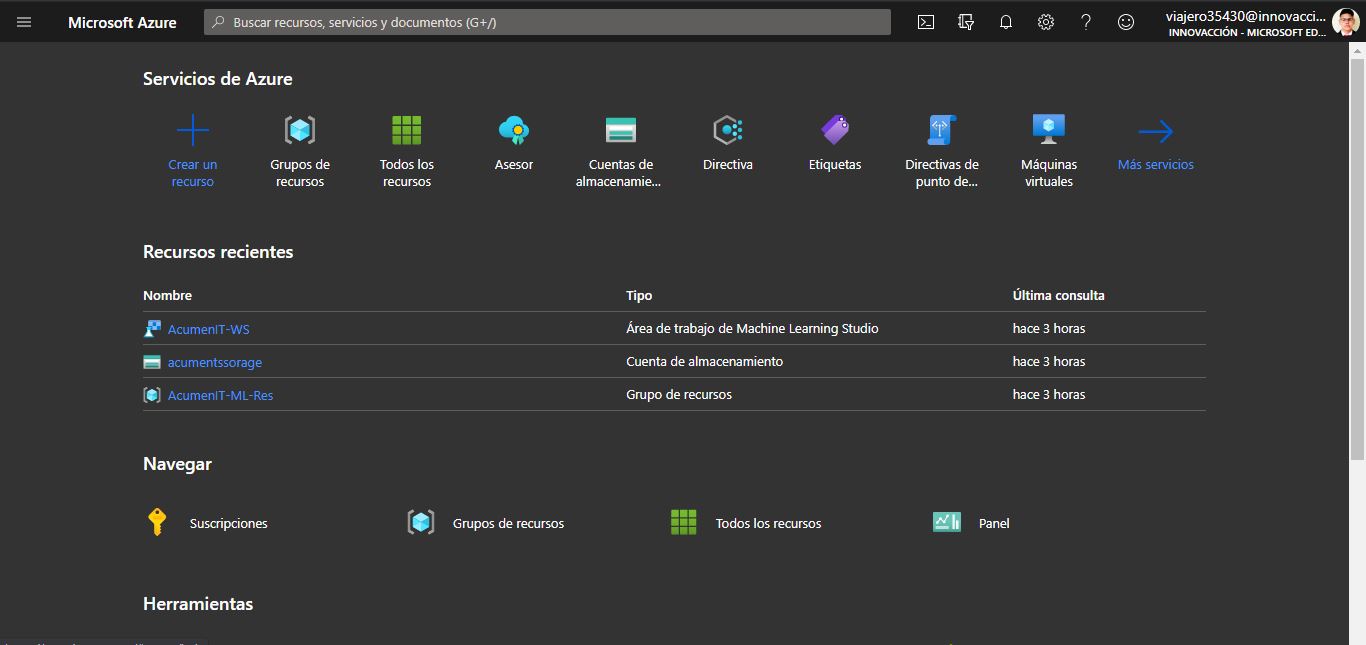 Microsoft Azure
Buscar recursos, servicios y documentos (G+/)
viajero35430@innovacci...
INNOVACCIÓN - MICROSOFT ED...
Servicios de Azure
Crear un
recurso
Grupos de
recursos
Todos los
recursos
Asesor
Cuentas de
almacenamie...
Directiva
Etiquetas
Directivas de
punto de...
Máquinas
virtuales
Más servicios
Recursos recientes
Nombre Tipo Última consulta
AcumenIT-WS Área de trabajo de Machine Learning Studio hace 3 horas
acumentssorage Cuenta de almacenamiento hace 3 horas
AcumenIT-ML-Res Grupo de recursos hace 3 horas
Navegar
Suscripciones Grupos de recursos Todos los recursos Panel
Herramientas